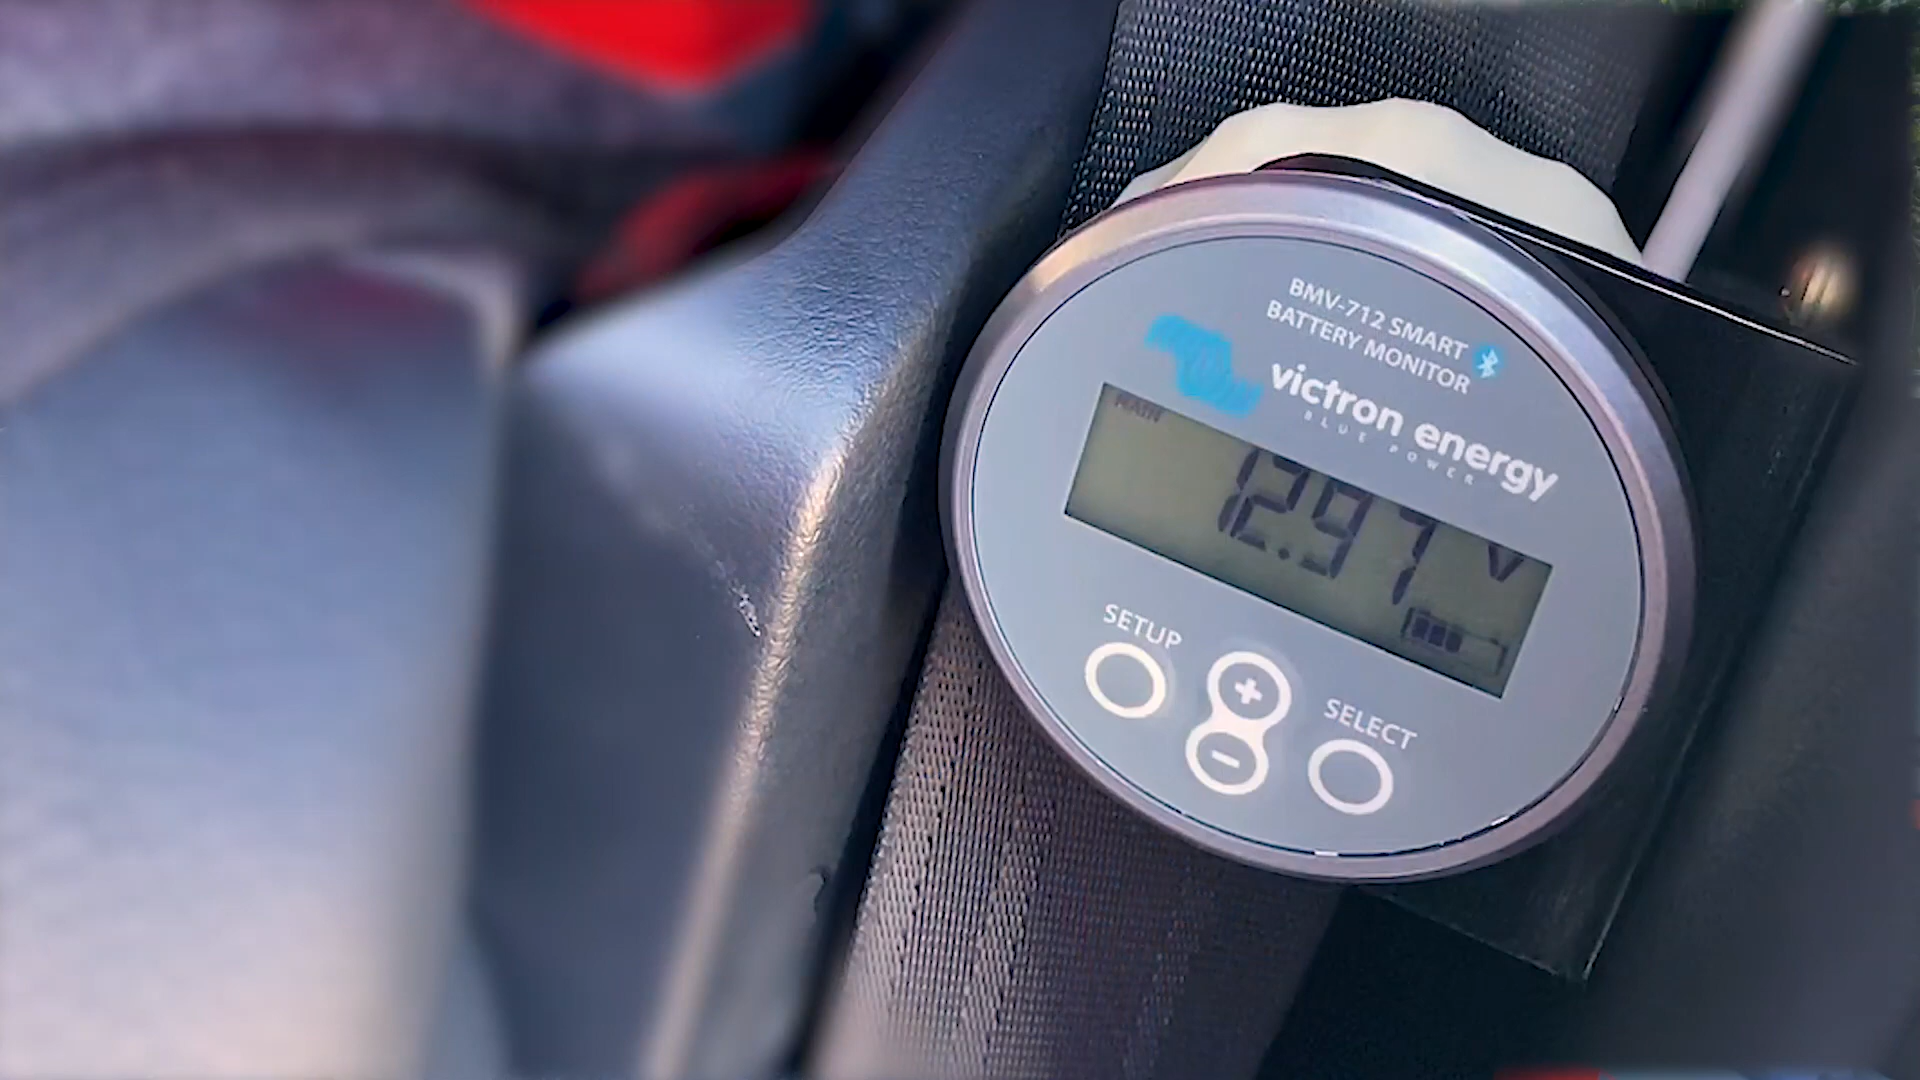 BMV-712 SMART
BATTERY MONITOR
victron energy
BLUE POWER
MAIN
12.97 V
SETUP
+
SELECT
-